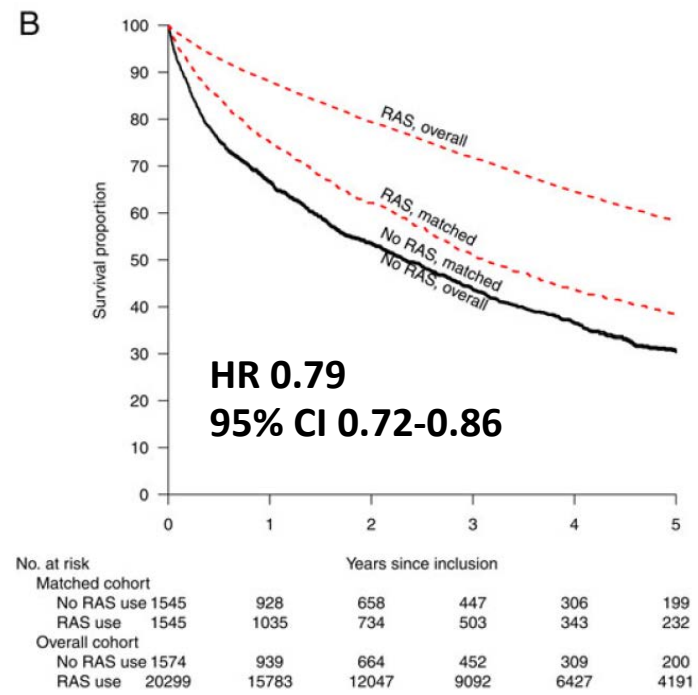 B
100
90
80
70
60
50
40
30
20
10
0
Survival proportion
RAS, overall
RAS, matched
No RAS, matched
No RAS, overall
HR 0.79
95% CI 0.72-0.86
0 1 2 3 4 5
No. at risk Years since inclusion
Matched cohort
No RAS use 1545 928 658 447 306 199
RAS use 1545 1035 734 503 343 232
Overall cohort
No RAS use 1574 939 664 452 309 200
RAS use 20299 15783 12047 9092 6427 4191